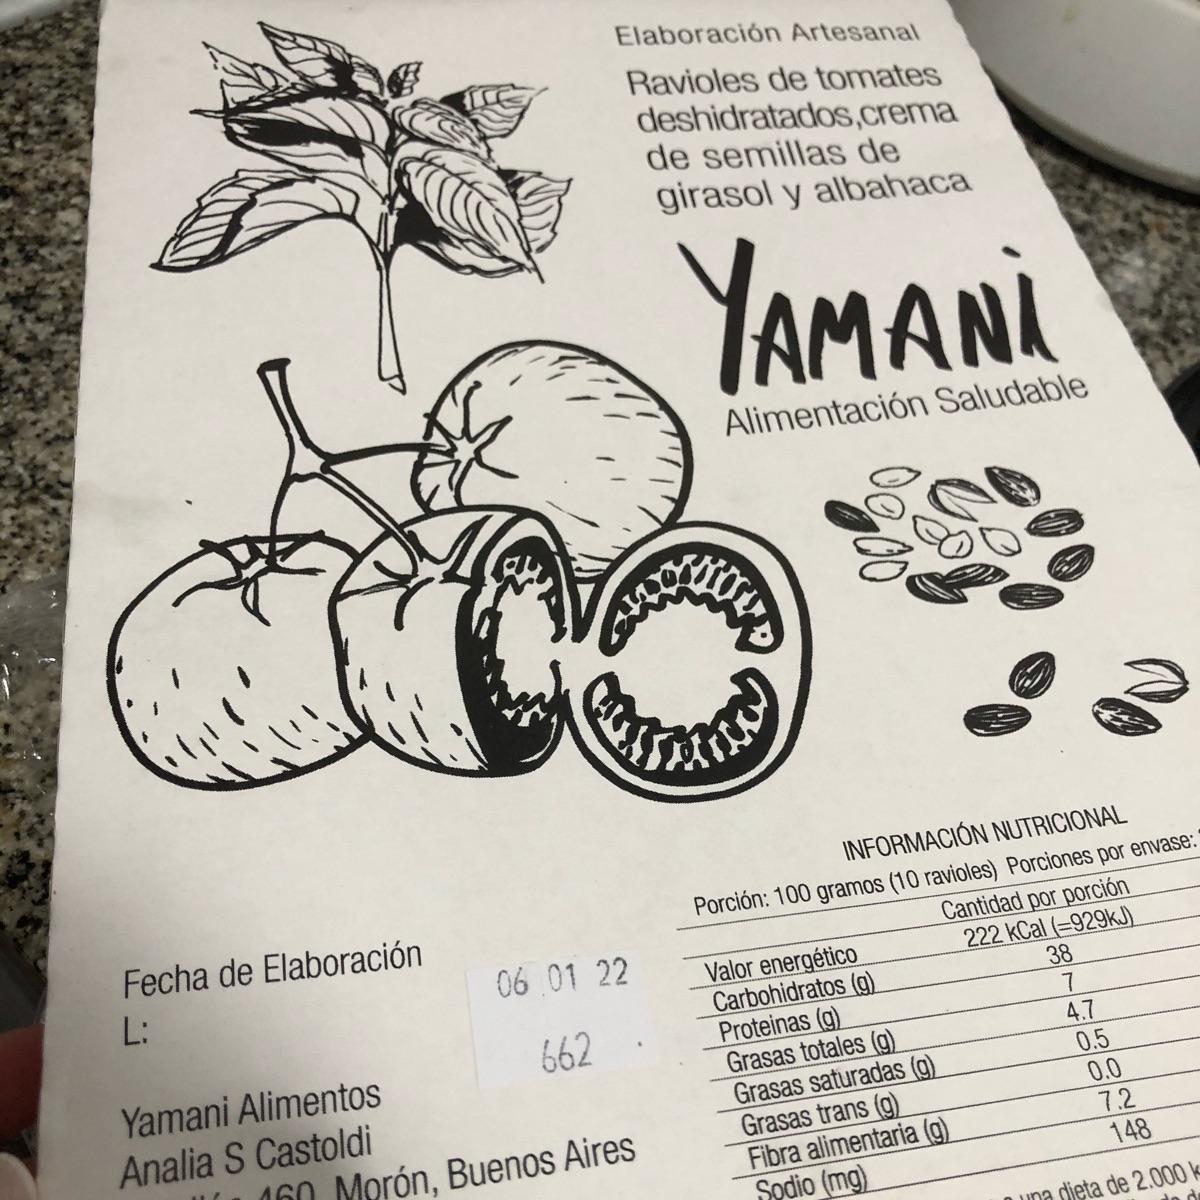 Elaboración Artesanal
Ravioles de tomates
deshidratados,crema
de semillas de
girasol y albahaca
YAMANi
Alimentación Saludable
INFORMACIÓN NUTRICIONAL
Porción: 100 gramos (10 ravioles) Porciones por envase:
Cantidad por porción
Valor energético 222 kCal (=929kJ)
Carbohidratos (g) 38
Proteinas (g) 7
Grasas totales (g) 4.7
Grasas saturadas (g) 0.5
Grasas trans (g) 0.0
Fibra alimentaria (g) 7.2
Sodio (mg) 148
una dieta de 2.000
Fecha de Elaboración 06 01 22
L: 662
Yamani Alimentos
Analia S Castoldi
460, Morón, Buenos Aires